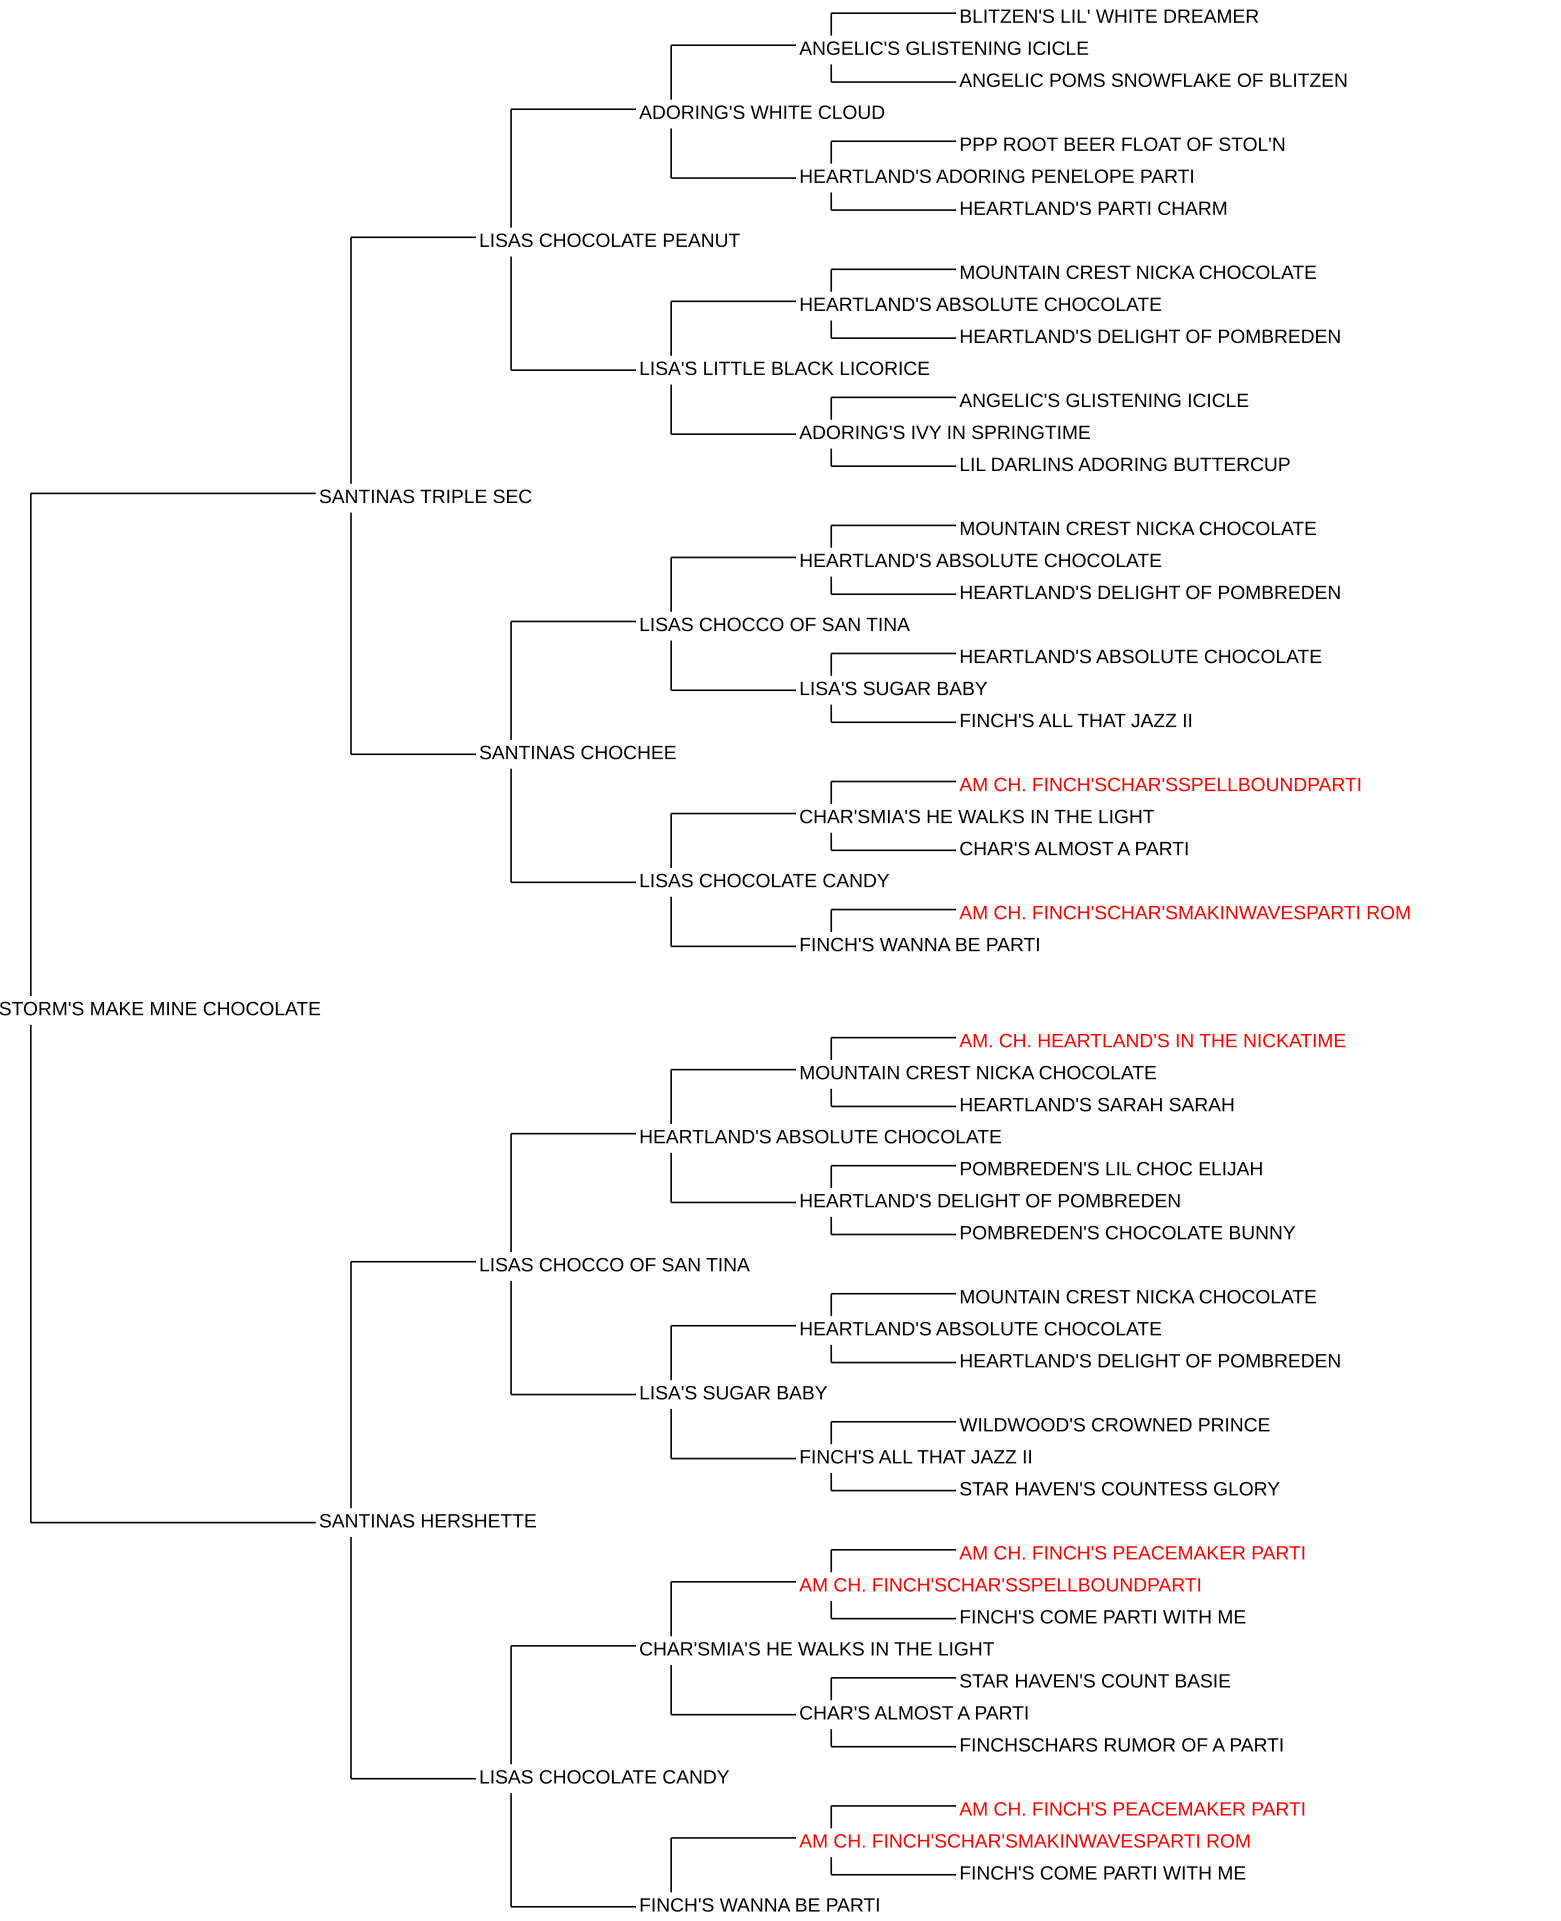 BLITZEN'S LIL' WHITE DREAMER
ANGELIC'S GLISTENING ICICLE
ANGELIC POMS SNOWFLAKE OF BLITZEN
ADORING'S WHITE CLOUD
PPP ROOT BEER FLOAT OF STOL'N
HEARTLAND'S ADORING PENELOPE PARTI
HEARTLAND'S PARTI CHARM
LISAS CHOCOLATE PEANUT
MOUNTAIN CREST NICKA CHOCOLATE
HEARTLAND'S ABSOLUTE CHOCOLATE
HEARTLAND'S DELIGHT OF POMBREDEN
LISA'S LITTLE BLACK LICORICE
ANGELIC'S GLISTENING ICICLE
ADORING'S IVY IN SPRINGTIME
LIL DARLINS ADORING BUTTERCUP
SANTINAS TRIPLE SEC
MOUNTAIN CREST NICKA CHOCOLATE
HEARTLAND'S ABSOLUTE CHOCOLATE
HEARTLAND'S DELIGHT OF POMBREDEN
LISAS CHOCCO OF SAN TINA
HEARTLAND'S ABSOLUTE CHOCOLATE
LISA'S SUGAR BABY
FINCH'S ALL THAT JAZZ II
SANTINAS CHOCHEE
AM CH. FINCH'SCHAR'SSPELLBOUNDPARTI
CHAR'SMIA'S HE WALKS IN THE LIGHT
CHAR'S ALMOST A PARTI
LISAS CHOCOLATE CANDY
AM CH. FINCH'SCHAR'SMAKINWAVESPARTI ROM
FINCH'S WANNA BE PARTI
STORM'S MAKE MINE CHOCOLATE
AM. CH. HEARTLAND'S IN THE NICKATIME
MOUNTAIN CREST NICKA CHOCOLATE
HEARTLAND'S SARAH SARAH
HEARTLAND'S ABSOLUTE CHOCOLATE
POMBREDEN'S LIL CHOC ELIJAH
HEARTLAND'S DELIGHT OF POMBREDEN
POMBREDEN'S CHOCOLATE BUNNY
LISAS CHOCCO OF SAN TINA
MOUNTAIN CREST NICKA CHOCOLATE
HEARTLAND'S ABSOLUTE CHOCOLATE
HEARTLAND'S DELIGHT OF POMBREDEN
LISA'S SUGAR BABY
WILDWOOD'S CROWNED PRINCE
FINCH'S ALL THAT JAZZ II
STAR HAVEN'S COUNTESS GLORY
SANTINAS HERSHETTE
AM CH. FINCH'S PEACEMAKER PARTI
AM CH. FINCH'SCHAR'SSPELLBOUNDPARTI
FINCH'S COME PARTI WITH ME
CHAR'SMIA'S HE WALKS IN THE LIGHT
STAR HAVEN'S COUNT BASIE
CHAR'S ALMOST A PARTI
FINCHSCHARS RUMOR OF A PARTI
LISAS CHOCOLATE CANDY
AM CH. FINCH'S PEACEMAKER PARTI
AM CH. FINCH'SCHAR'SMAKINWAVESPARTI ROM
FINCH'S COME PARTI WITH ME
FINCH'S WANNA BE PARTI